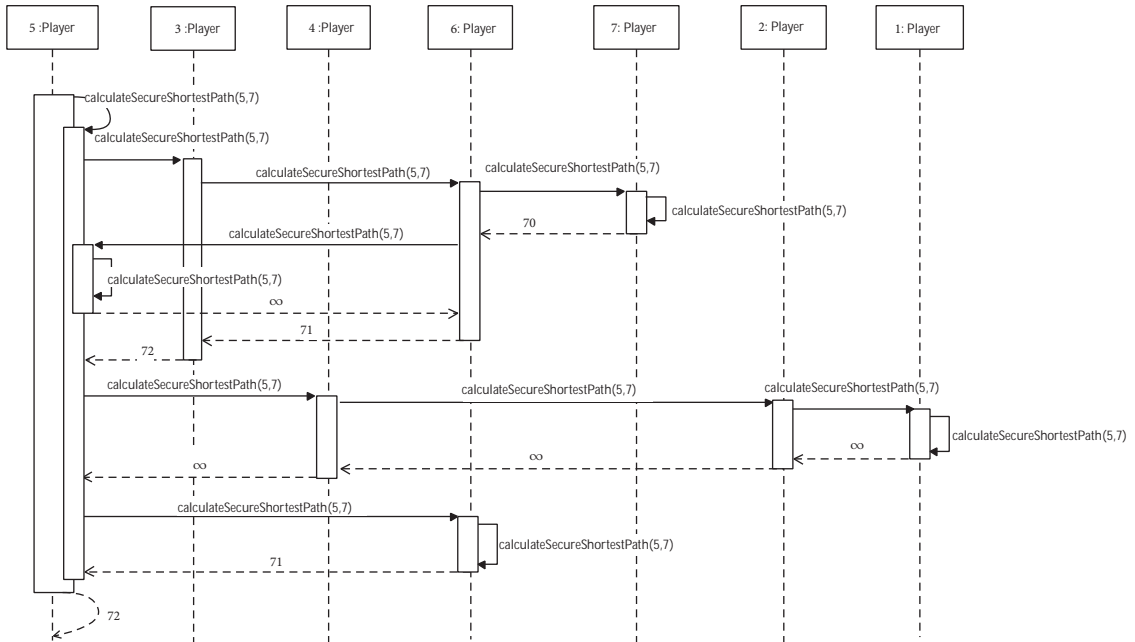 5 :Player
3 :Player
4 :Player
6: Player
7: Player
2: Player
1: Player
calculateSecureShortestPath(5,7)
calculateSecureShortestPath(5,7)
calculateSecureShortestPath(5,7)
calculateSecureShortestPath(5,7)
calculateSecureShortestPath(5,7)
70
calculateSecureShortestPath(5,7)
calculateSecureShortestPath(5,7)
∞
71
72
calculateSecureShortestPath(5,7)
calculateSecureShortestPath(5,7)
calculateSecureShortestPath(5,7)
calculateSecureShortestPath(5,7)
∞
∞
∞
calculateSecureShortestPath(5,7)
calculateSecureShortestPath(5,7)
71
72